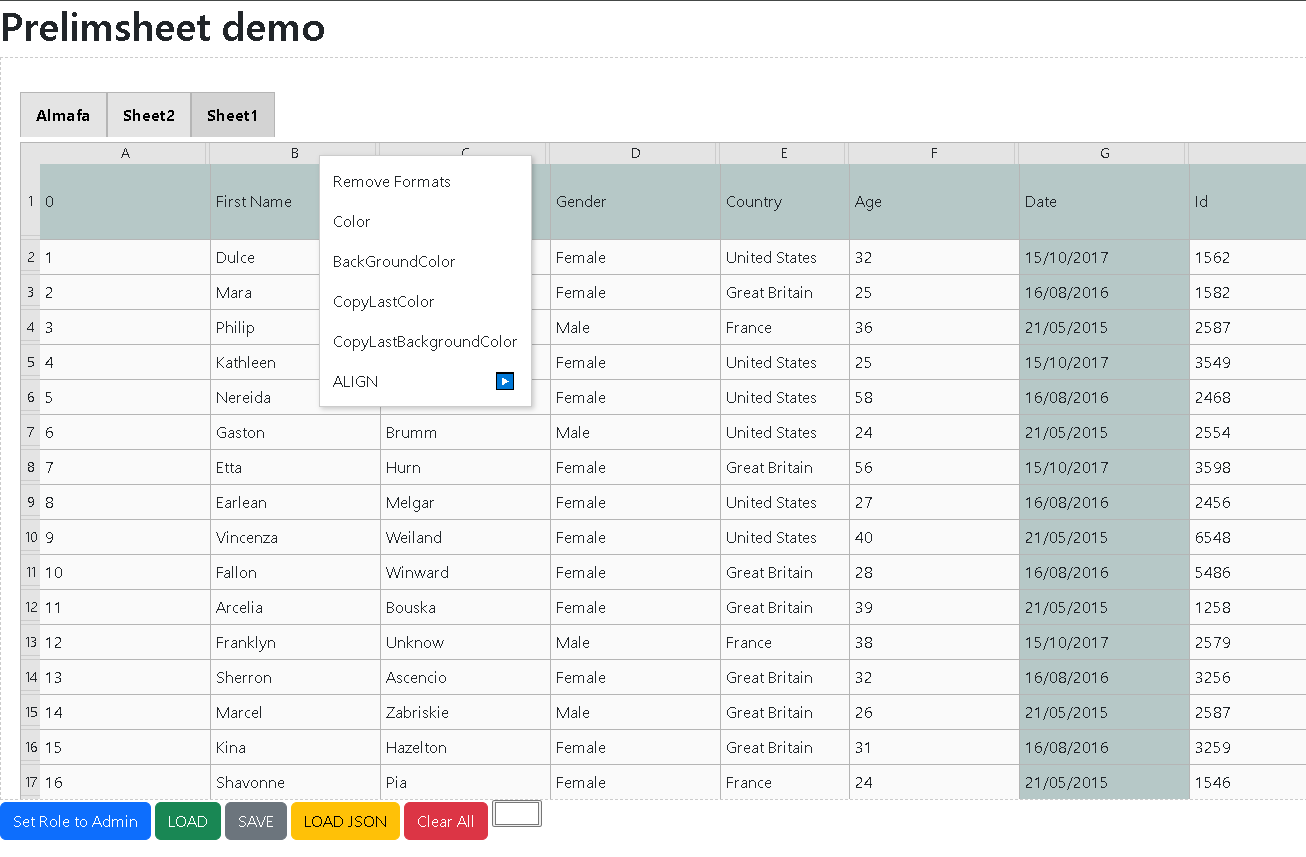 Prelimsheet demo
Almafa Sheet2 Sheet1
A B C D E F G
1 0 First Name Gender Country Age Date Id
Remove Formats
Color
BackGroundColor
CopyLastColor
CopyLastBackgroundColor
ALIGN
2 1 Dulce Female United States 32 15/10/2017 1562
3 2 Mara Female Great Britain 25 16/08/2016 1582
4 3 Philip Male France 36 21/05/2015 2587
5 4 Kathleen Female United States 25 15/10/2017 3549
6 5 Nereida Female United States 58 16/08/2016 2468
7 6 Gaston Brumm Male United States 24 21/05/2015 2554
8 7 Etta Hurn Female Great Britain 56 15/10/2017 3598
9 8 Earlean Melgar Female United States 27 16/08/2016 2456
10 9 Vincenza Weiland Female United States 40 21/05/2015 6548
11 10 Fallon Winward Female Great Britain 28 16/08/2016 5486
12 11 Arcelia Bouska Female Great Britain 39 21/05/2015 1258
13 12 Franklyn Unknow Male France 38 15/10/2017 2579
14 13 Sherron Ascencio Female Great Britain 32 16/08/2016 3256
15 14 Marcel Zabriskie Male Great Britain 26 21/05/2015 2587
16 15 Kina Hazelton Female Great Britain 31 16/08/2016 3259
17 16 Shavonne Pia Female France 24 21/05/2015 1546
Set Role to Admin LOAD SAVE LOAD JSON Clear All